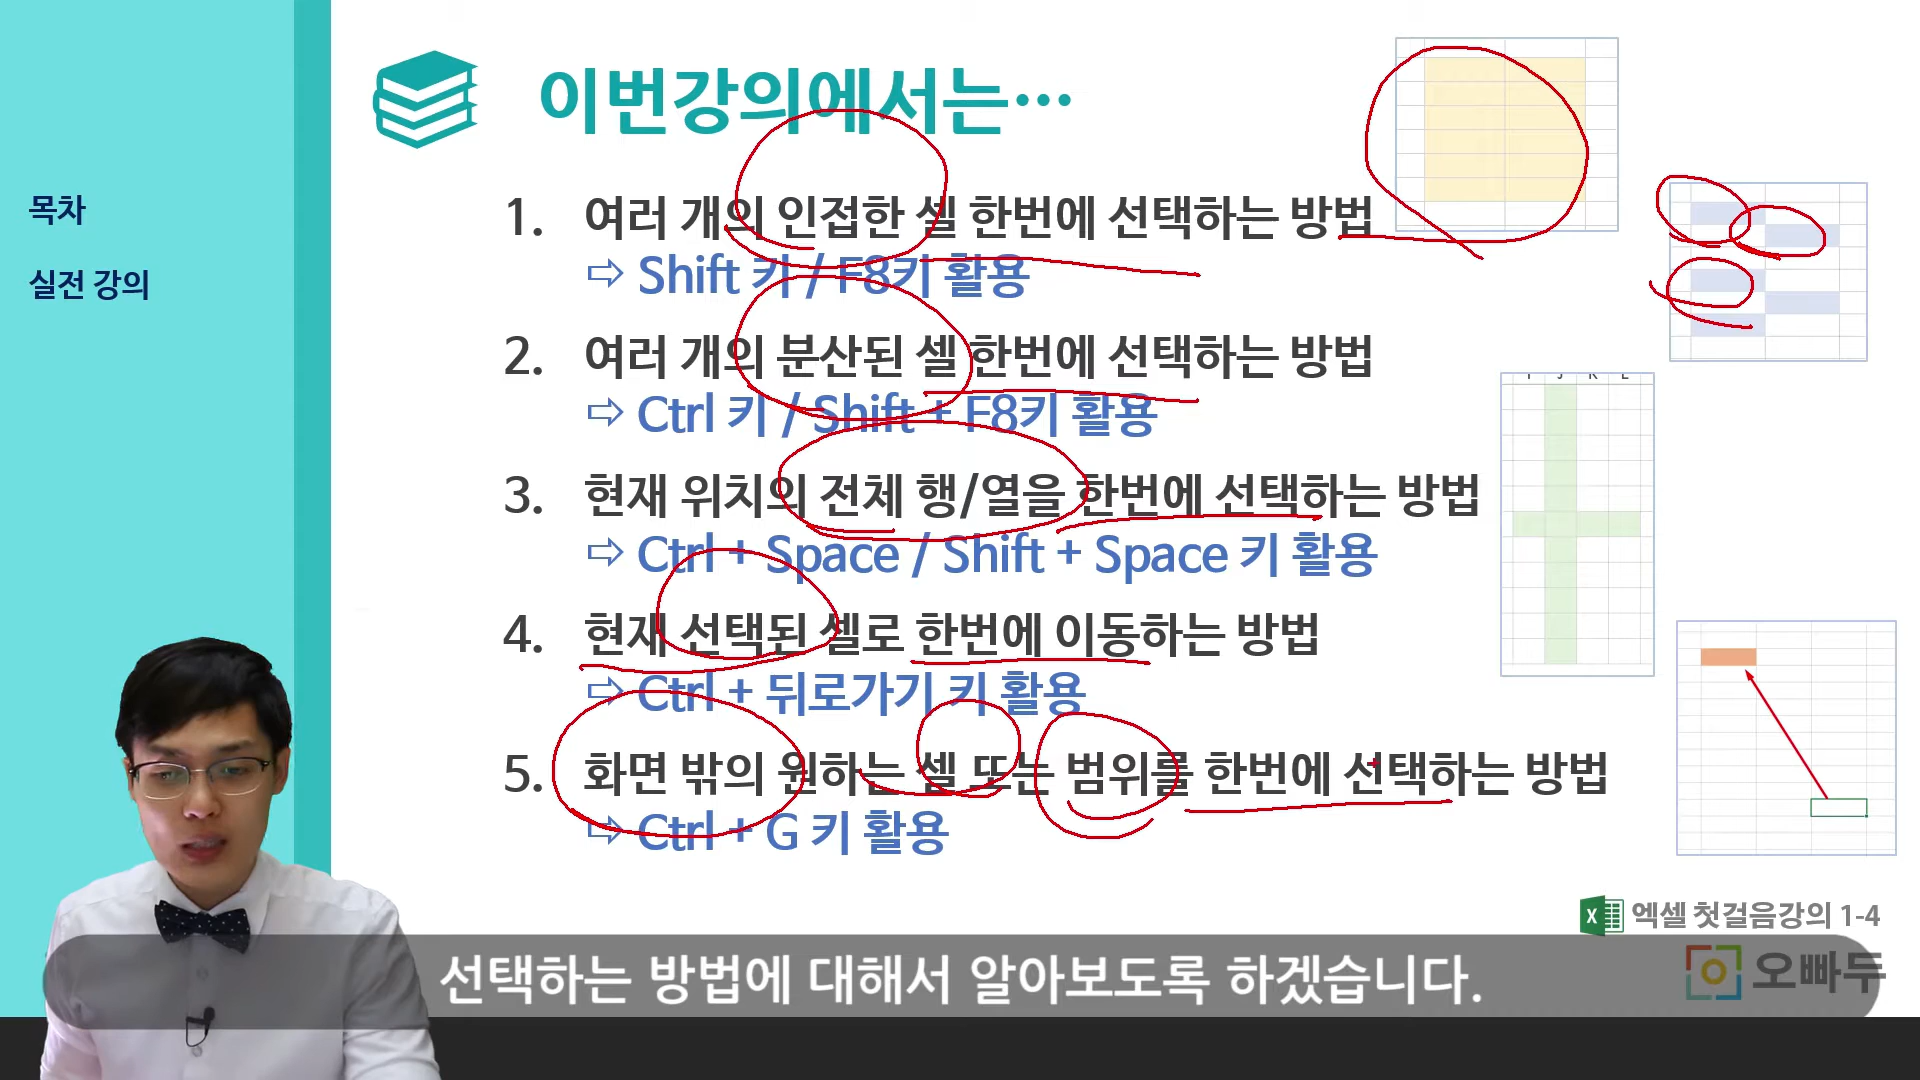 이번강의에서는…
목차
실전 강의
1. 여러 개의 인접한 셀 한번에 선택하는 방법
⇨ Shift 키 / F8키 활용
2. 여러 개의 분산된 셀 한번에 선택하는 방법
⇨ Ctrl 키 / Shift + F8키 활용
3. 현재 위치의 전체 행/열을 한번에 선택하는 방법
⇨ Ctrl + Space / Shift + Space 키 활용
4. 현재 선택된 셀로 한번에 이동하는 방법
⇨ Ctrl + 뒤로가기 키 활용
5. 화면 밖의 원하는 셀 또는 범위를 한번에 선택하는 방법
⇨ Ctrl + G 키 활용
X 엑셀 첫걸음강의 1-4
오빠두
선택하는 방법에 대해서 알아보도록 하겠습니다.